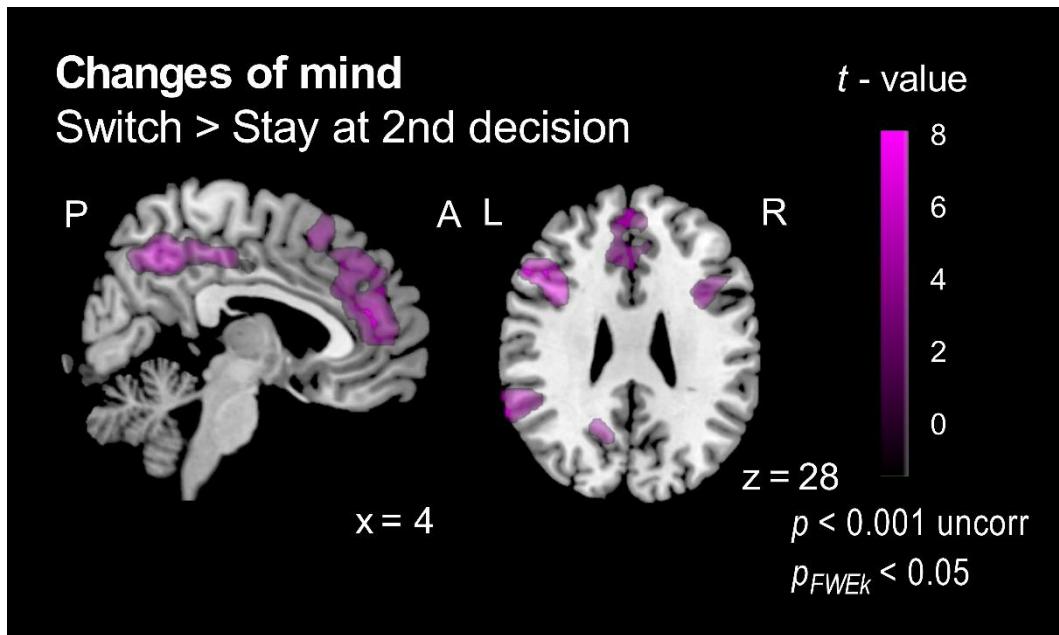 Changes of mind
Switch > Stay at 2nd decision
t - value
8
6
4
2
0
P
A
L
R
x = 4
z = 28
p < 0.001 uncorr
pFWEk < 0.05